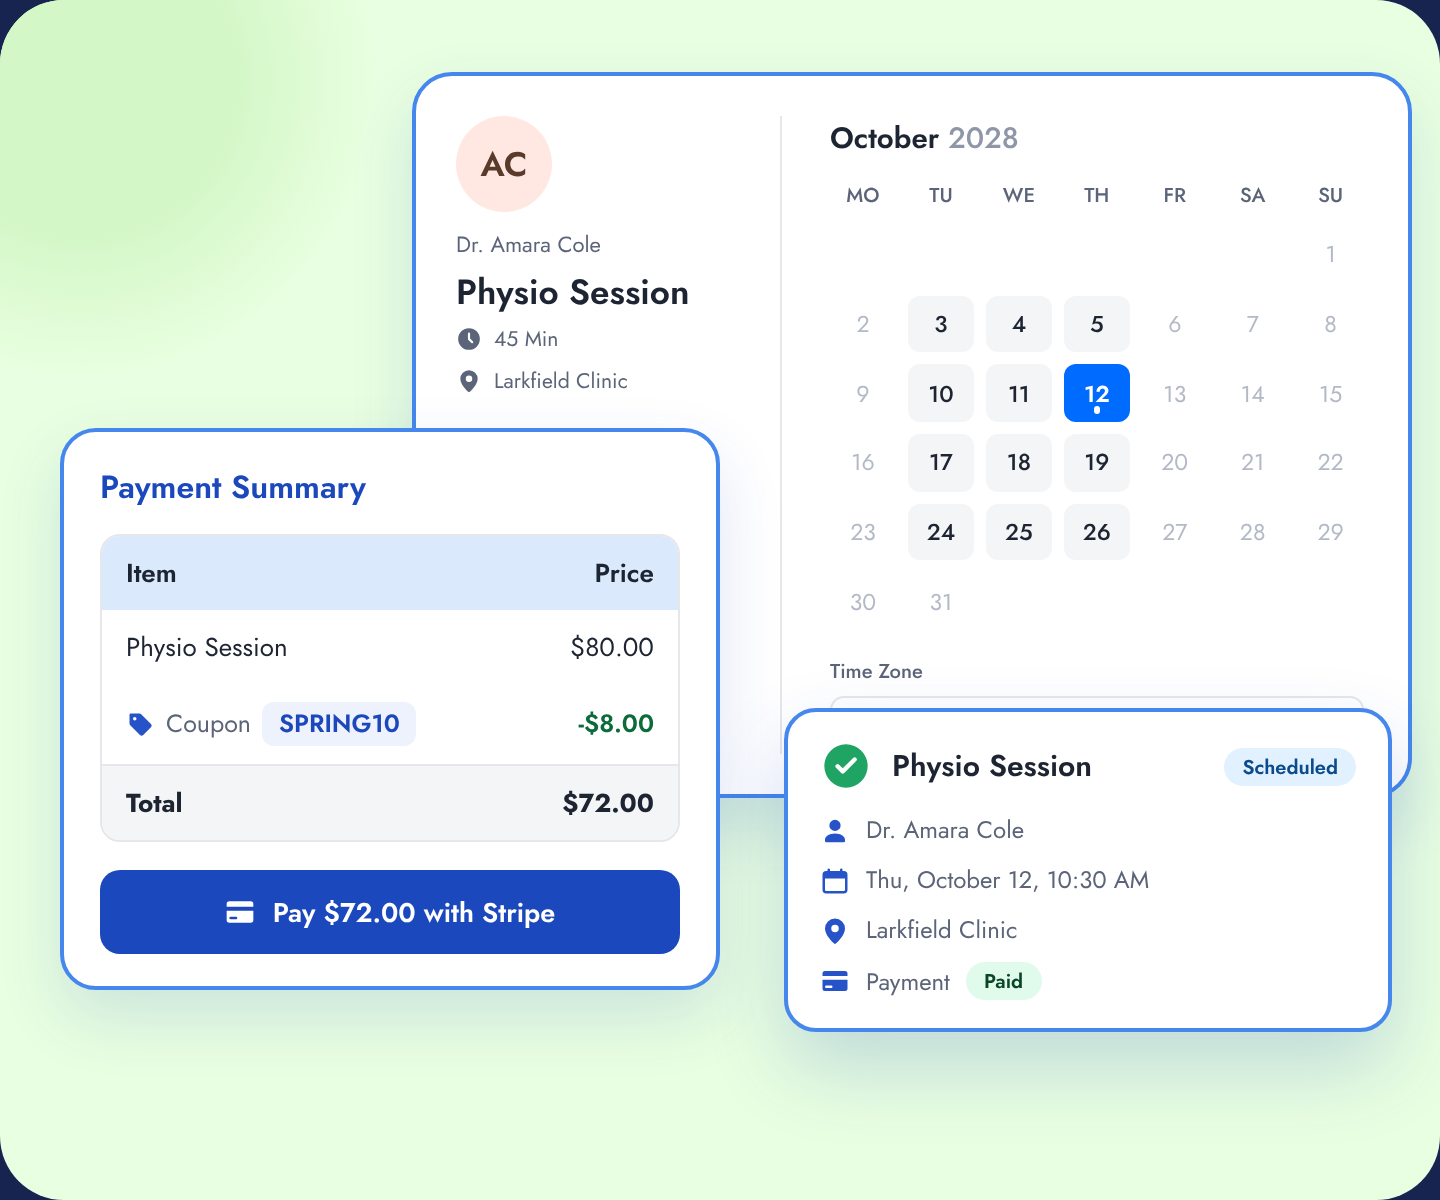 AC
Dr. Amara Cole
Physio Session
45 Min
Larkfield Clinic
October 2028
MO TU WE TH FR SA SU
1
2 3 4 5 6 7 8
9 10 11 12 13 14 15
16 17 18 19 20 21 22
23 24 25 26 27 28 29
30 31
Time Zone
Payment Summary
Item Price
Physio Session $80.00
Coupon SPRING10 -$8.00
Total $72.00
Pay $72.00 with Stripe
Physio Session Scheduled
Dr. Amara Cole
Thu, October 12, 10:30 AM
Larkfield Clinic
Payment Paid